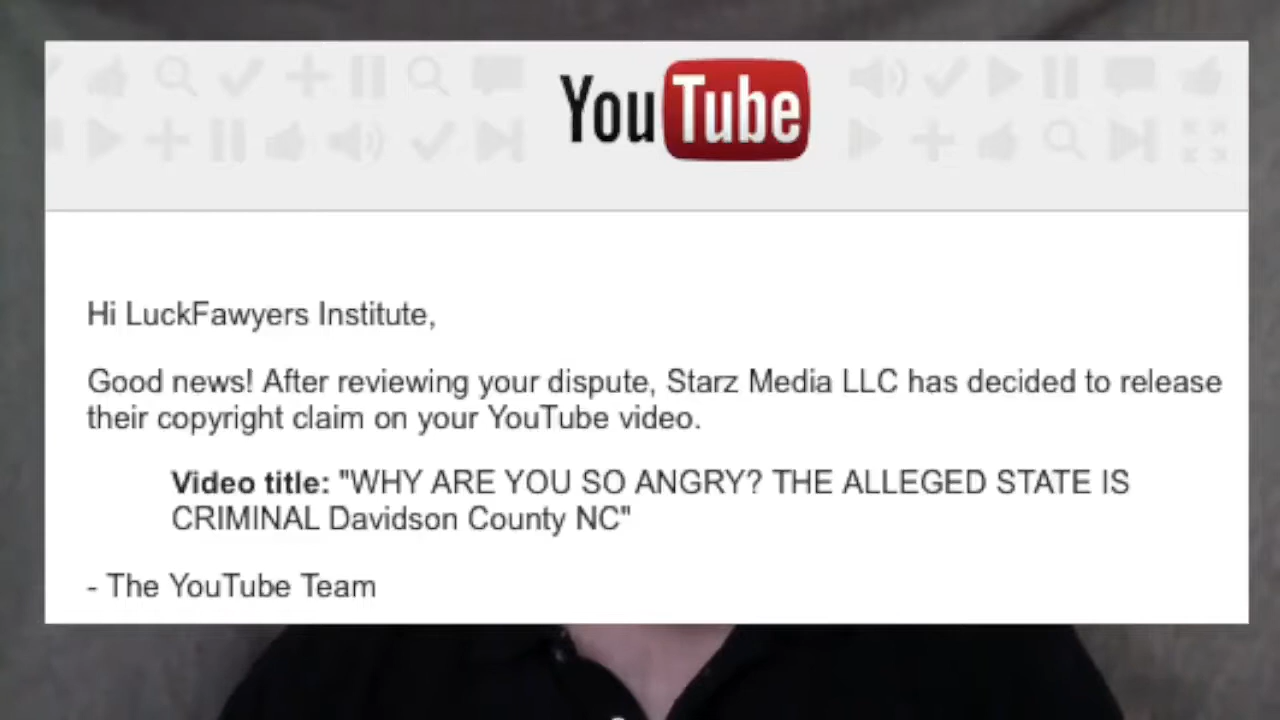 YouTube
Hi LuckFawyers Institute,
Good news! After reviewing your dispute, Starz Media LLC has decided to release
their copyright claim on your YouTube video.
Video title: "WHY ARE YOU SO ANGRY? THE ALLEGED STATE IS
CRIMINAL Davidson County NC"
- The YouTube Team